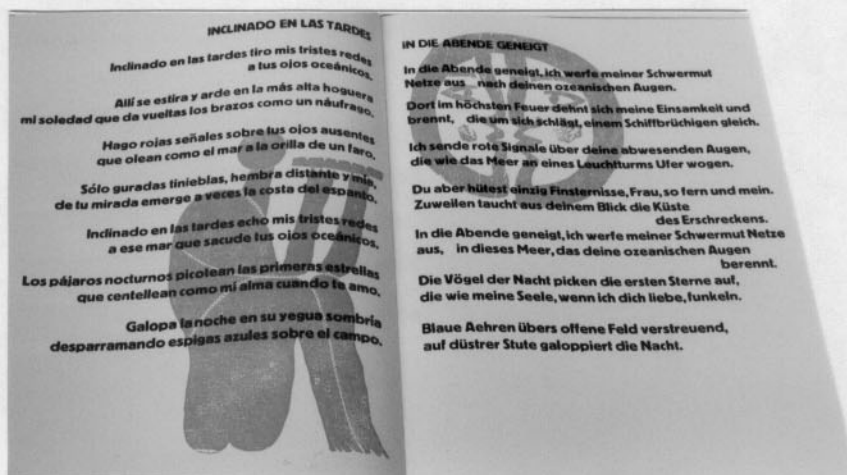 INCLINADO EN LAS TARDES
Inclinado en las tardes tiro mis tristes redes
a tus ojos oceánicos.
Allí se estira y arde en la más alta hoguera
mi soledad que da vueltas los brazos como un náufrago.
Hago rojas señales sobre tus ojos ausentes
que olean como el mar a la orilla de un faro.
Sólo guradas tinieblas, hembra distante y mía,
de tu mirada emerge a veces la costa del espanto.
Inclinado en las tardes echo mis tristes redes
a ese mar que sacude tus ojos oceánicos.
Los pájaros nocturnos picotean las primeras estrellas
que centellean como mi alma cuando te amo.
Galopa la noche en su yegua sombría
desparramando espigas azules sobre el campo.
IN DIE ABENDE GENEIGT
In die Abende geneigt, ich werfe meiner Schwermut
Netze aus nach deinen ozeanischen Augen.
Dort im höchsten Feuer dehnt sich meine Einsamkeit und
brennt, die um sich schlägt, einem Schiffbrüchigen gleich.
Ich sende rote Signale über deine abwesenden Augen,
die wie das Meer an eines Leuchtturms Ufer wogen.
Du aber hütest einzig Finsternisse, Frau, so fern und mein.
Zuweilen taucht aus deinem Blick die Küste
des Erschreckens.
In die Abende geneigt, ich werfe meiner Schwermut Netze
aus, in dieses Meer, das deine ozeanischen Augen
berennt.
Die Vögel der Nacht picken die ersten Sterne auf,
die wie meine Seele, wenn ich dich liebe, funkeln.
Blaue Aehren übers offene Feld verstreuend,
auf düstrer Stute galoppiert die Nacht.